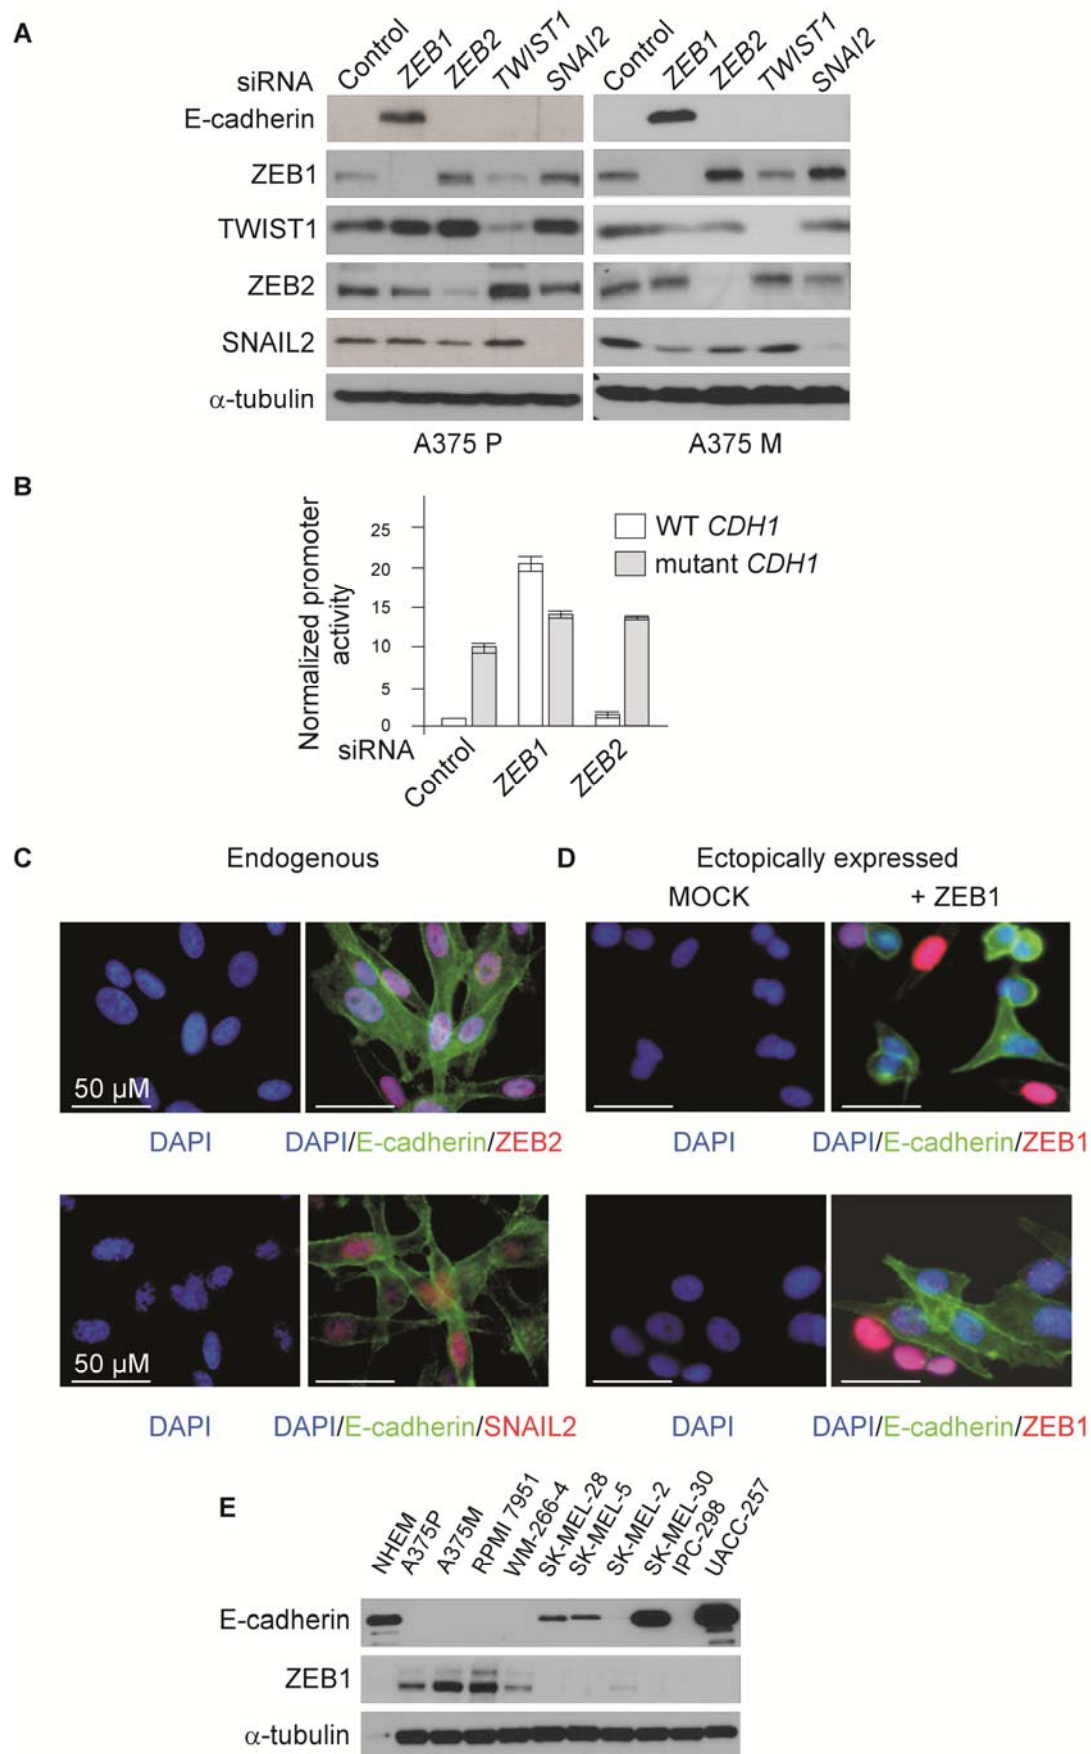 A
siRNA Control ZEB1 ZEB2 TWIST1 SNAI2 Control ZEB1 ZEB2 TWIST1 SNAI2
E-cadherin
ZEB1
TWIST1
ZEB2
SNAIL2
α-tubulin
A375 P A375 M
B
Normalized promoter
activity
25
20
15
10
5
0
WT CDH1
mutant CDH1
siRNA Control ZEB1 ZEB2
C Endogenous
50 µM
DAPI DAPI/E-cadherin/ZEB2
50 µM
DAPI DAPI/E-cadherin/SNAIL2
D Ectopically expressed
MOCK + ZEB1
DAPI DAPI/E-cadherin/ZEB1
DAPI DAPI/E-cadherin/ZEB1
E
NHEM A375P A375M RPMI 7951 WM-266-4 SK-MEL-28 SK-MEL-5 SK-MEL-2 SK-MEL-30 IPC-298 UACC-257
E-cadherin
ZEB1
α-tubulin